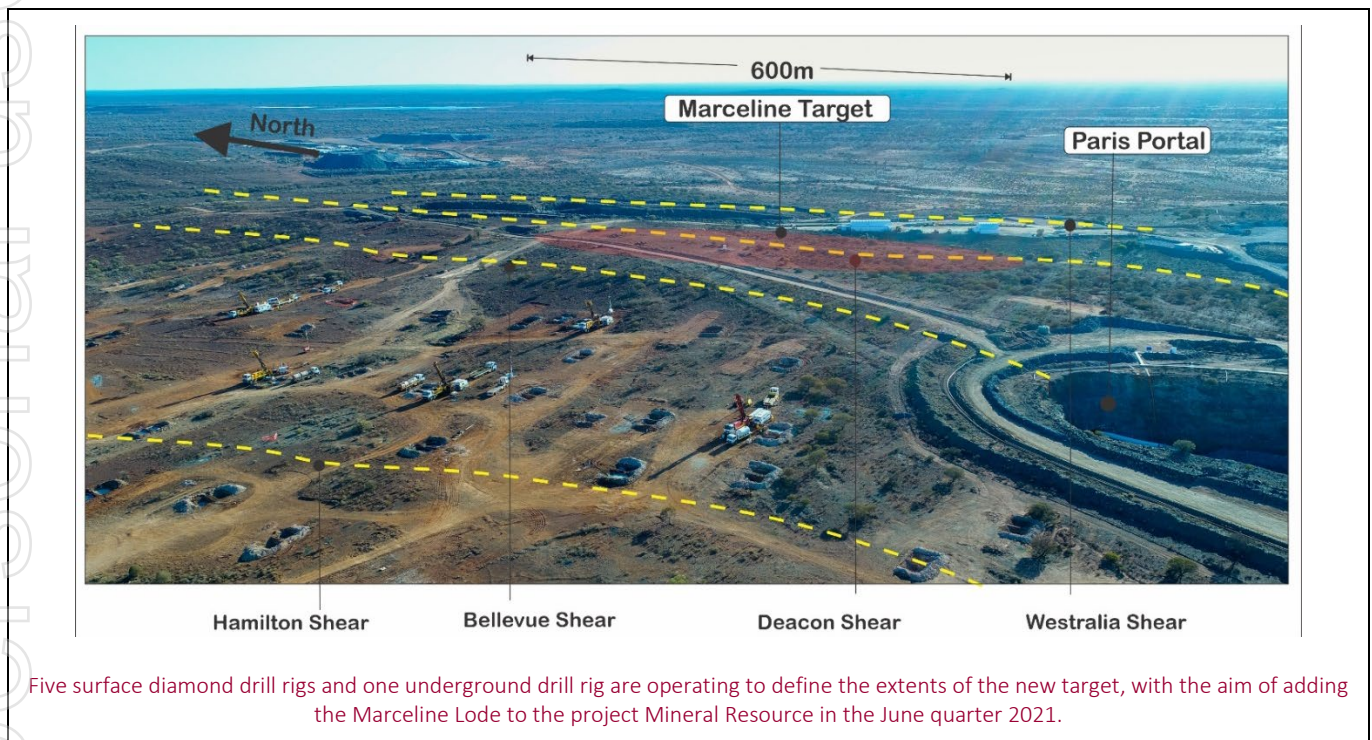 600m
Marceline Target
North
Paris Portal
Hamilton Shear
Bellevue Shear
Deacon Shear
Westralia Shear
Five surface diamond drill rigs and one underground drill rig are operating to define the extents of the new target, with the aim of adding
the Marceline Lode to the project Mineral Resource in the June quarter 2021.